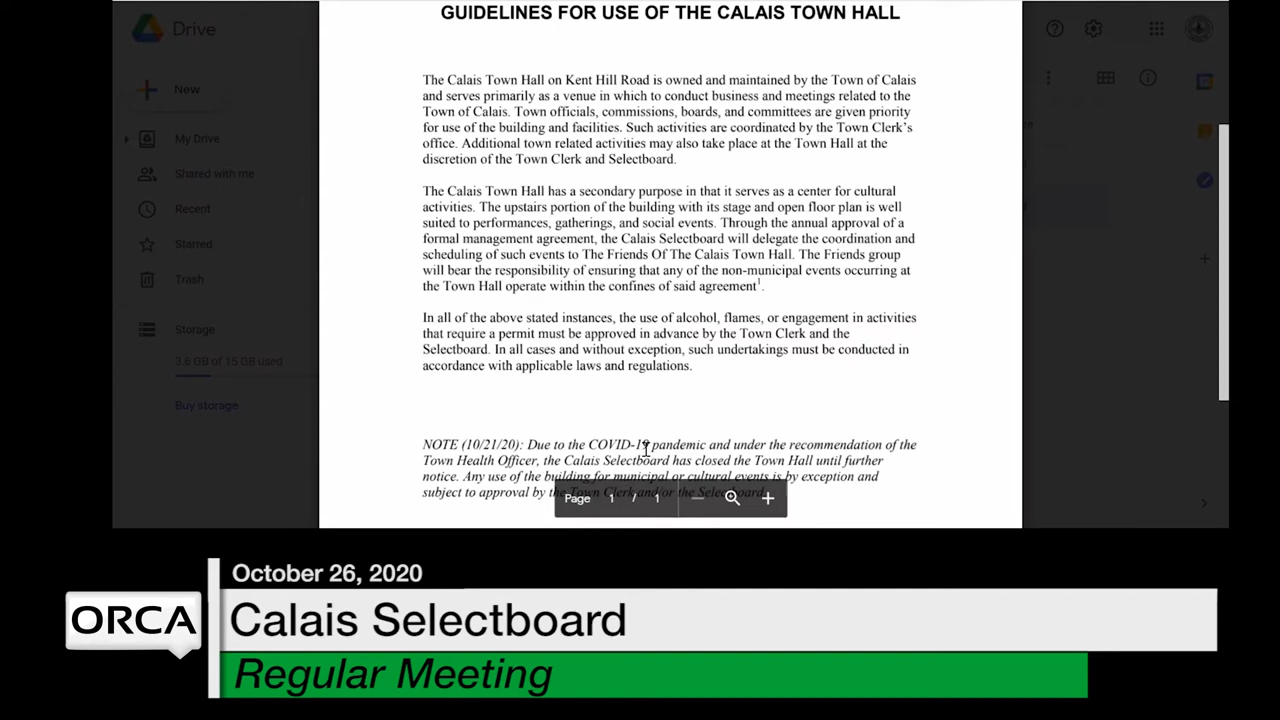 GUIDELINES FOR USE OF THE CALAIS TOWN HALL
Drive
New
My Drive
Shared with me
Recent
Starred
Trash
Storage
3.6 GB of 15 GB used
Buy storage
The Calais Town Hall on Kent Hill Road is owned and maintained by the Town of Calais
and serves primarily as a venue in which to conduct business and meetings related to the
Town of Calais. Town officials, commissions, boards, and committees are given priority
for use of the building and facilities. Such activities are coordinated by the Town Clerk's
office. Additional town related activities may also take place at the Town Hall at the
discretion of the Town Clerk and Selectboard.
The Calais Town Hall has a secondary purpose in that it serves as a center for cultural
activities. The upstairs portion of the building with its stage and open floor plan is well
suited to performances, gatherings, and social events. Through the annual approval of a
formal management agreement, the Calais Selectboard will delegate the coordination and
scheduling of such events to The Friends Of The Calais Town Hall. The Friends group
will bear the responsibility of ensuring that any of the non-municipal events occurring at
the Town Hall operate within the confines of said agreement¹.
In all of the above stated instances, the use of alcohol, flames, or engagement in activities
that require a permit must be approved in advance by the Town Clerk and the
Selectboard. In all cases and without exception, such undertakings must be conducted in
accordance with applicable laws and regulations.
NOTE (10/21/20): Due to the COVID-19 pandemic and under the recommendation of the
Town Health Officer, the Calais Selectboard has closed the Town Hall until further
notice. Any use of the building for municipal or cultural events is by exception and
subject to approval by the Town Clerk and/or the Selectboard.
Page 1 / 1
October 26, 2020
ORCA
Calais Selectboard
Regular Meeting